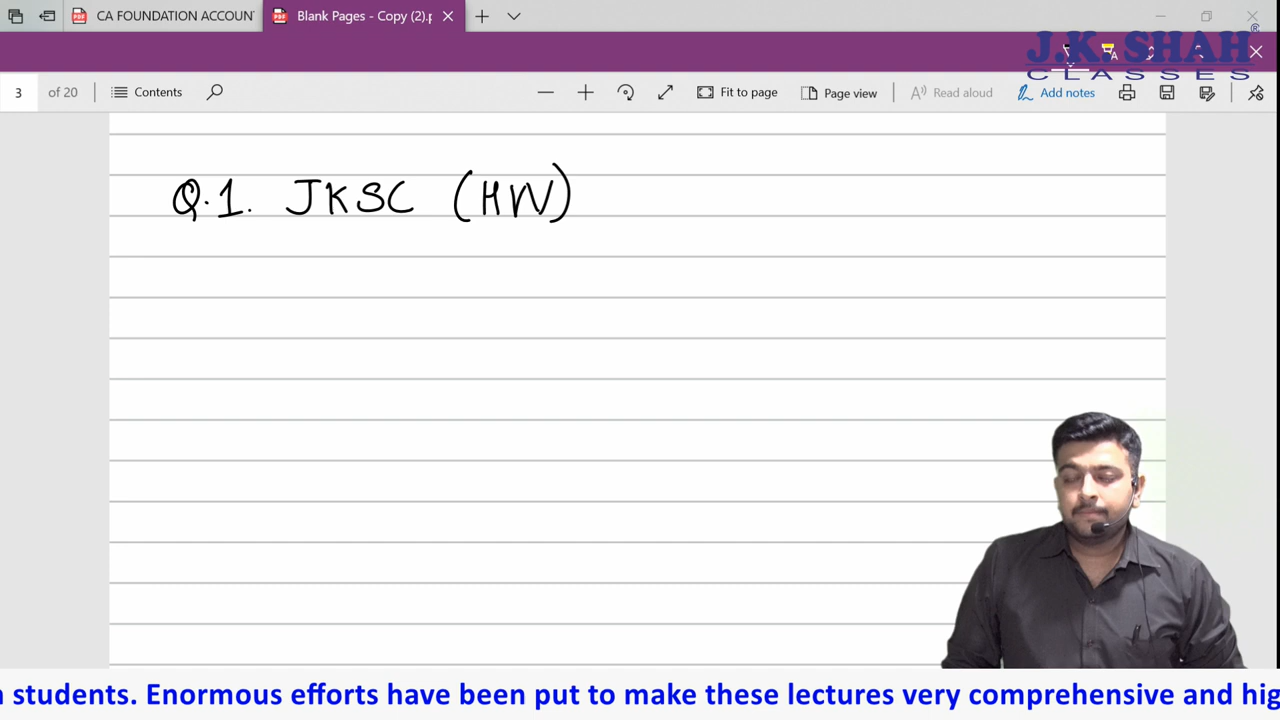 CA FOUNDATION ACCOUN
Blank Pages - Copy (2).p
J.K. SHAH®
CLASSES
3 of 20
Contents
Fit to page
Page view
Read aloud
Add notes
Q.1. JKSC (HW)
students. Enormous efforts have been put to make these lectures very comprehensive and hig